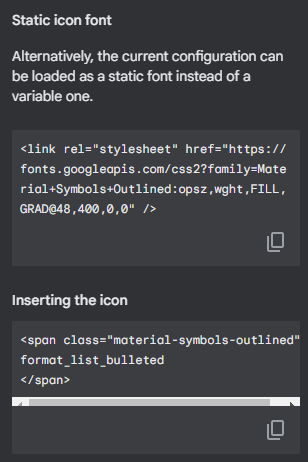 Static icon font
Alternatively, the current configuration can
be loaded as a static font instead of a
variable one.
<link rel="stylesheet" href="https://
fonts.googleapis.com/css2?family=Mate
rial+Symbols+Outlined:opsz,wght,FILL,
GRAD@48,400,0,0" />
Inserting the icon
<span class="material-symbols-outlined"
format_list_bulleted
</span>